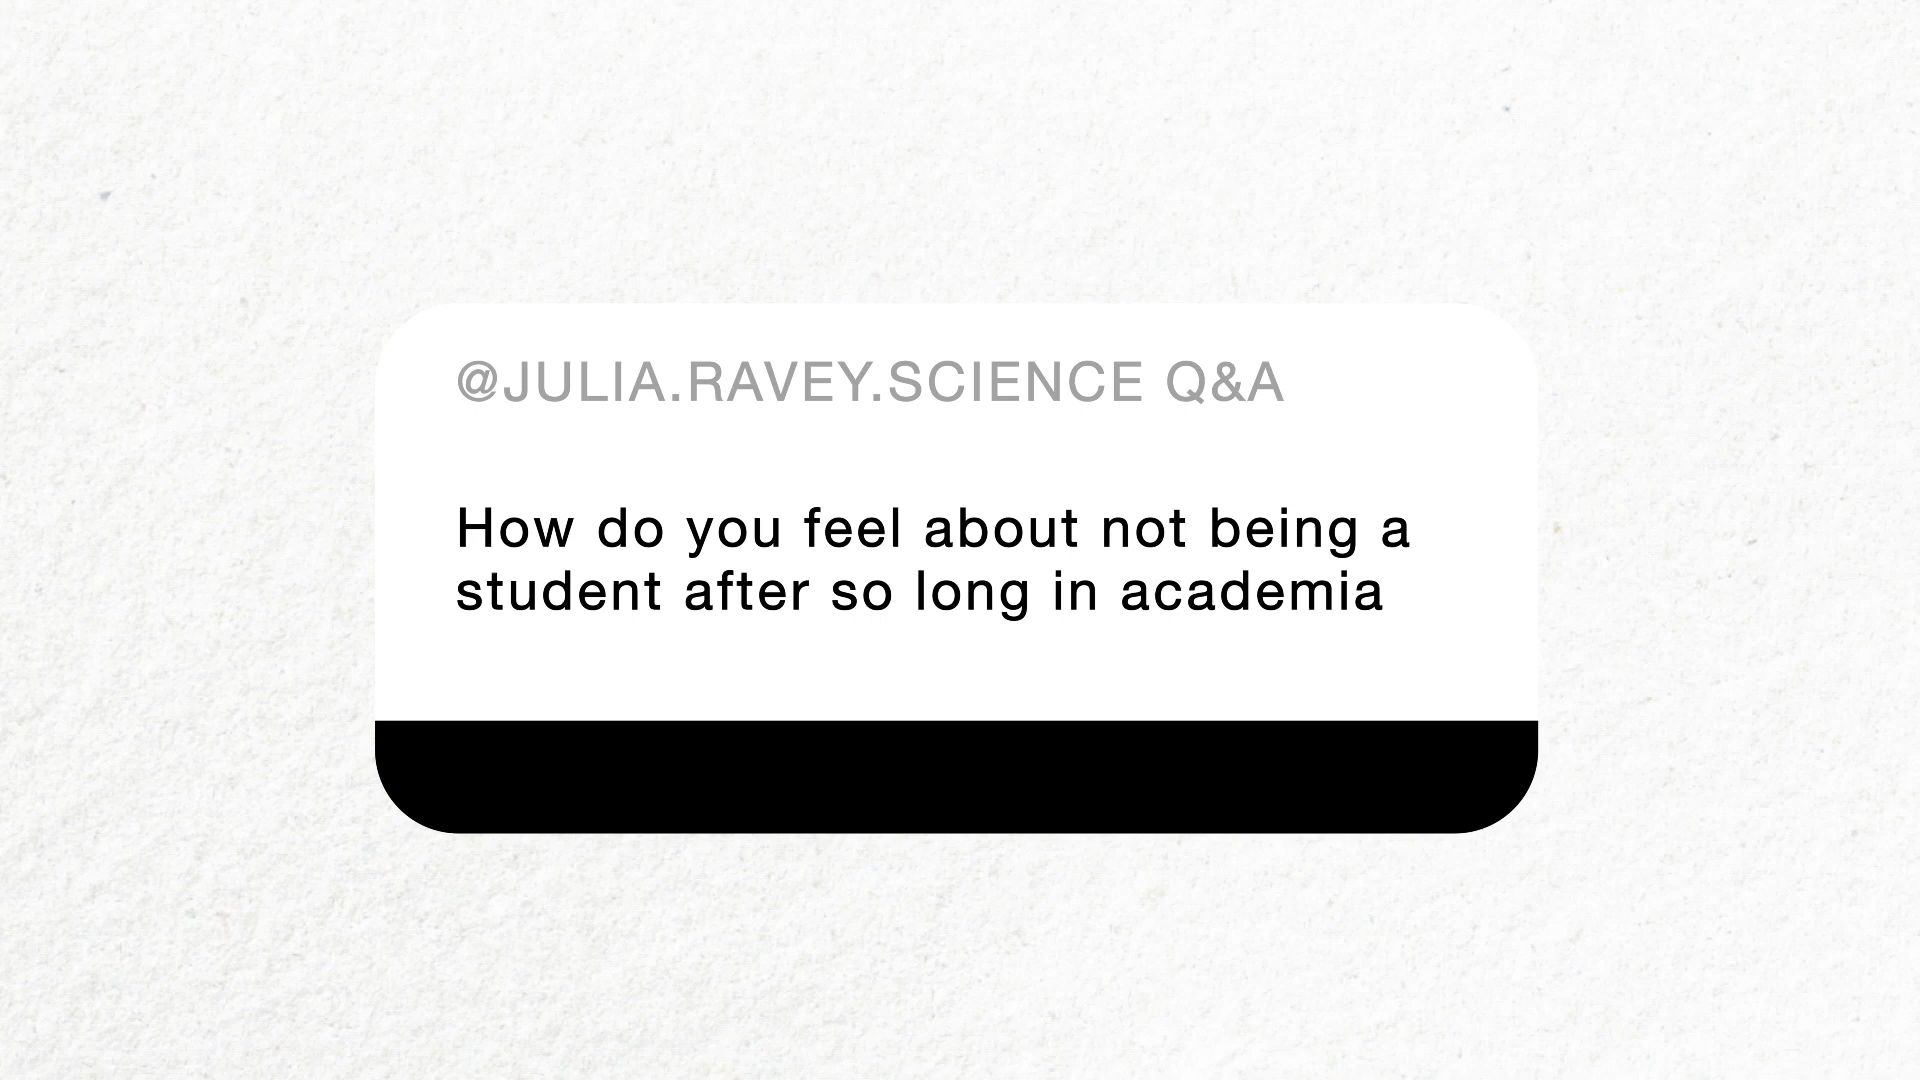 @JULIA.RAVEY.SCIENCE Q&A
How do you feel about not being a
student after so long in academia